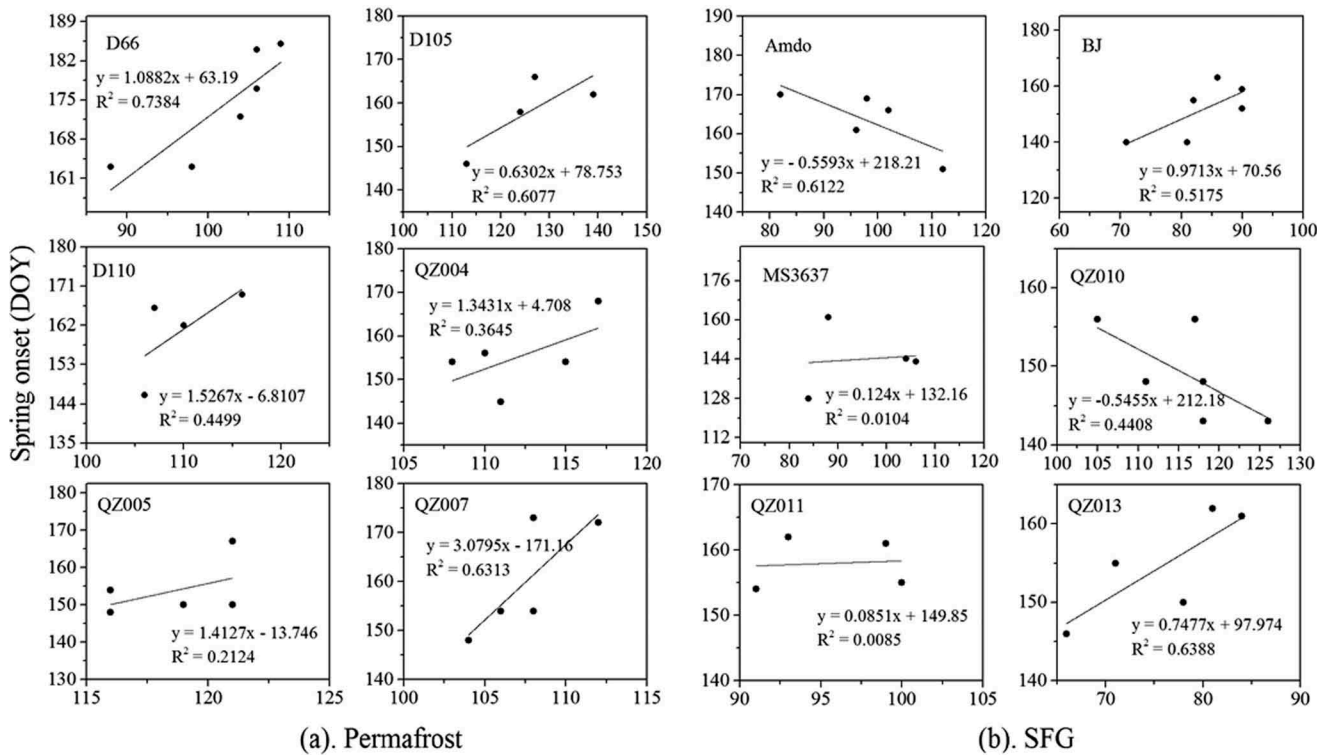 Spring onset (DOY)
189
182
175
168
161
D66
y = 1.0882x + 63.19
R² = 0.7384
90
100
110
180
170
160
150
140
130
D105
y = 0.6302x + 78.753
R² = 0.6077
100
110
120
130
140
150
190
180
170
160
150
140
Amdo
y = - 0.5593x + 218.21
R² = 0.6122
80
90
100
110
120
180
160
140
120
BJ
y = 0.9713x + 70.56
R² = 0.5175
60
70
80
90
100
180
171
162
153
144
135
D110
y = 1.5267x - 6.8107
R² = 0.4499
100
110
120
180
170
160
150
140
QZ004
y = 1.3431x + 4.708
R² = 0.3645
105
110
115
120
176
160
144
128
112
MS3637
y = 0.124x + 132.16
R² = 0.0104
70
80
90
100
110
120
160
150
140
QZ010
y = -0.5455x + 212.18
R² = 0.4408
100
105
110
115
120
125
130
180
170
160
150
140
130
QZ005
y = 1.4127x - 13.746
R² = 0.2124
115
120
125
180
170
160
150
140
QZ007
y = 3.0795x - 171.16
R² = 0.6313
100
105
110
115
120
170
160
150
140
QZ011
y = 0.0851x + 149.85
R² = 0.0085
90
95
100
105
160
150
140
QZ013
y = 0.7477x + 97.974
R² = 0.6388
70
80
90
(a). Permafrost
(b). SFG